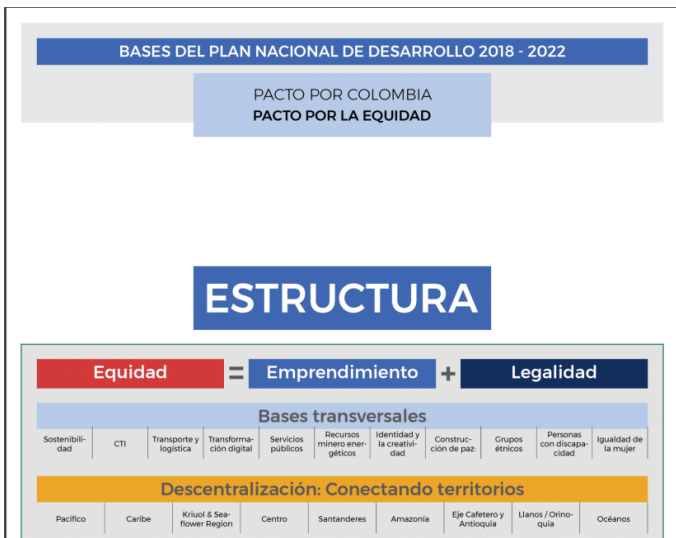 BASES DEL PLAN NACIONAL DE DESARROLLO 2018 - 2022
PACTO POR COLOMBIA
PACTO POR LA EQUIDAD
ESTRUCTURA
Equidad = Emprendimiento + Legalidad
Bases transversales
Sostenibili-
dad
CTI
Transporte y
logística
Transforma-
ción digital
Servicios
públicos
Recursos
minero ener-
géticos
Identidad y
la creativi-
dad
Construc-
ción de paz:
Grupos
étnicos
Personas
con discapa-
cidad
Igualdad de
la mujer
Descentralización: Conectando territorios
Pacífico
Caribe
Kriuol & Sea-
flower Region
Centro
Santanderes
Amazonía
Eje Cafetero y
Antioquia
Llanos / Orino-
quia
Océanos